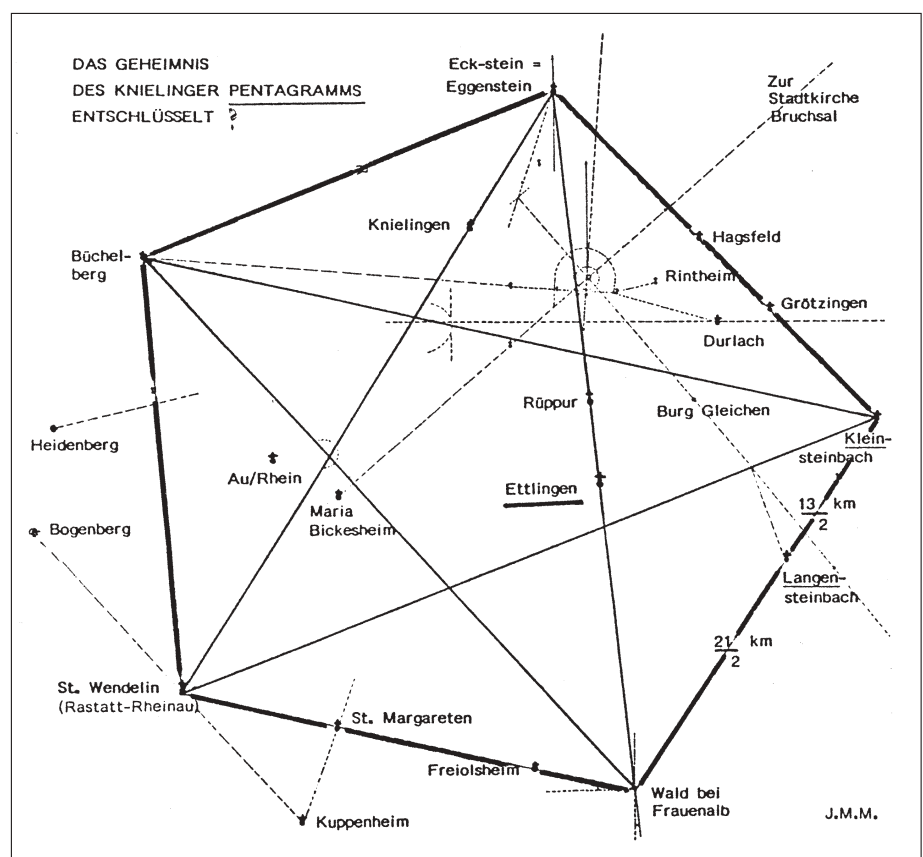 DAS GEHEIMNIS
DES KNIELINGER PENTAGRAMMS
ENTSCHLÜSSELT ?
Eck-stein =
Eggenstein
Zur
Stadtkirche
Bruchsal
Knielingen
Hagsfeld
Büchel-
berg
Rintheim
Grötzingen
Durlach
Rüppur
Burg Gleichen
Heidenberg
Klein-
steinbach
Au/Rhein
Ettlingen
Maria
Bickesheim
13/2 km
Bogenberg
Langen-
steinbach
21/2 km
St. Wendelin
(Rastatt-Rheinau)
St. Margareten
Freiolsheim
Wald bei
Frauenalb
Kuppenheim
J.M.M.